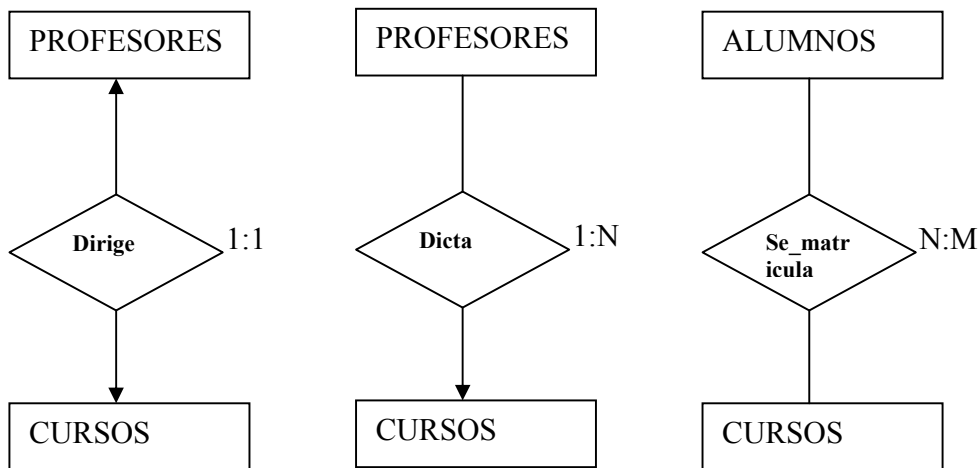 PROFESORES
PROFESORES
ALUMNOS
Dirige
1:1
Dicta
1:N
Se_matr
icula
N:M
CURSOS
CURSOS
CURSOS